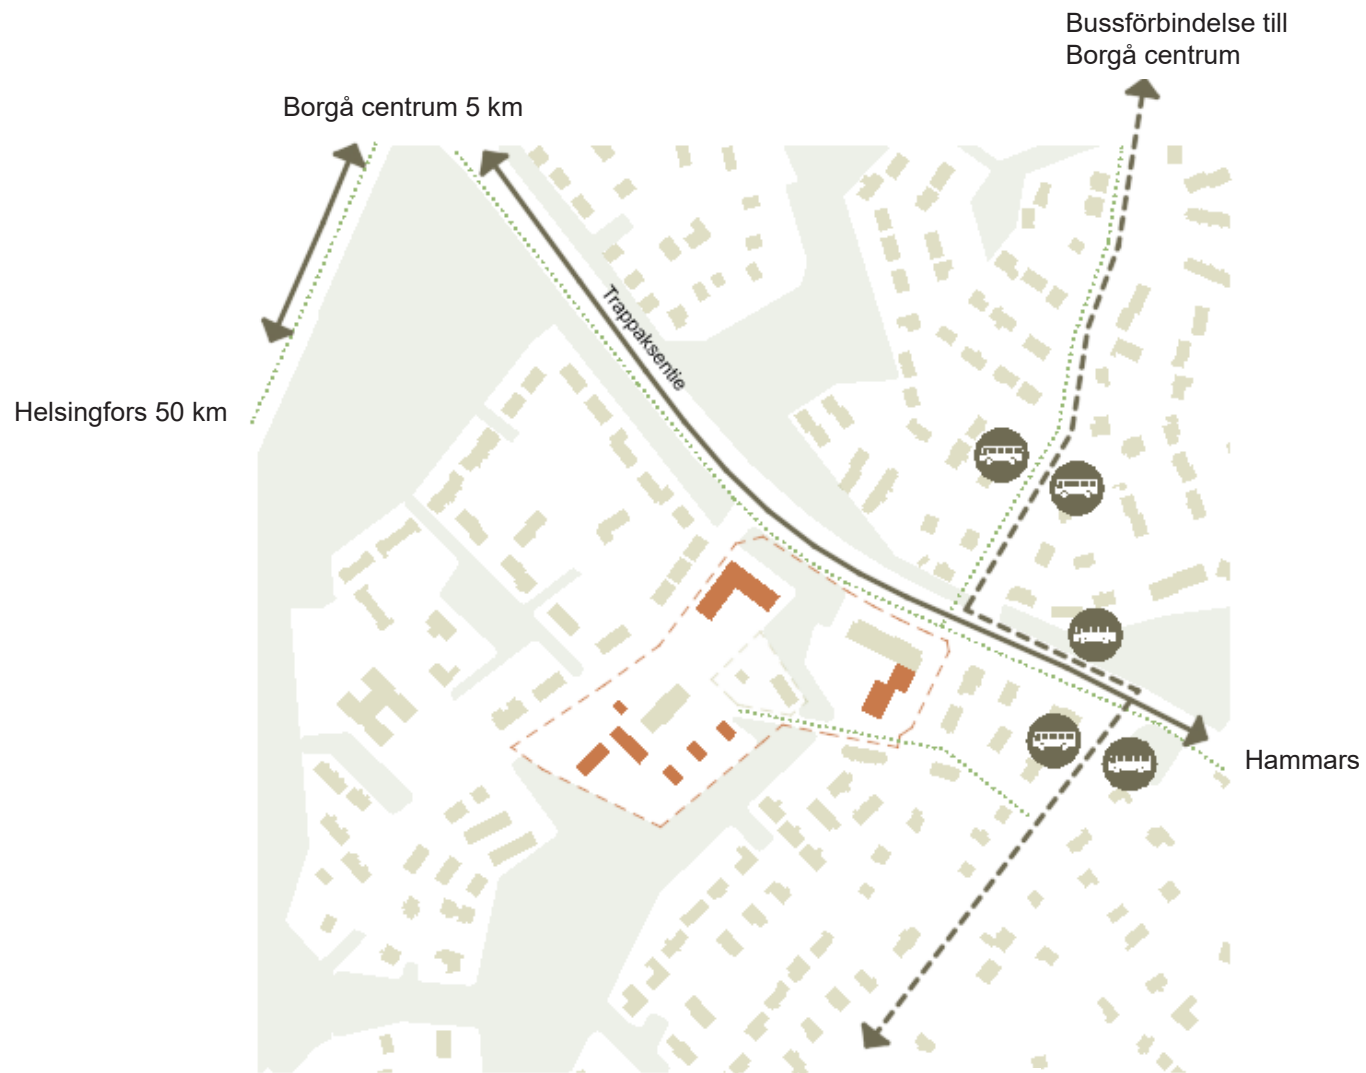 Bussförbindelse till
Borgå centrum
Borgå centrum 5 km
Trappaksentie
Helsingfors 50 km
Hammars